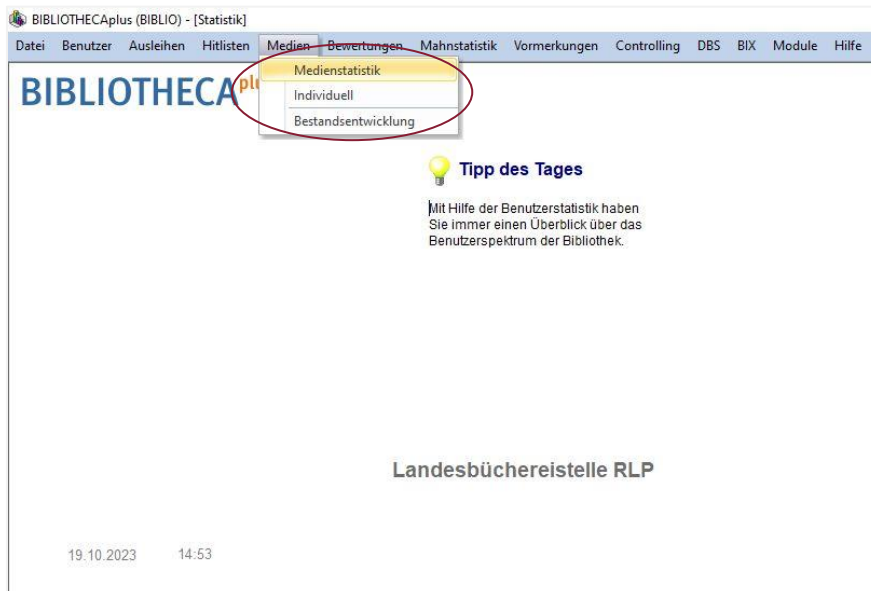 BIBLIOTHECAplus (BIBLIO) - [Statistik]
Datei Benutzer Ausleihen Hitlisten Medien Bewertungen Mahnstatistik Vormerkungen Controlling DBS BIX Module Hilfe
Medienstatistik
BIBLIOTHECA
Individuell
Bestandsentwicklung
Tipp des Tages
Mit Hilfe der Benutzerstatistik haben
Sie immer einen Überblick über das
Benutzerspektrum der Bibliothek.
Landesbüchereistelle RLP
19.10.2023 14:53